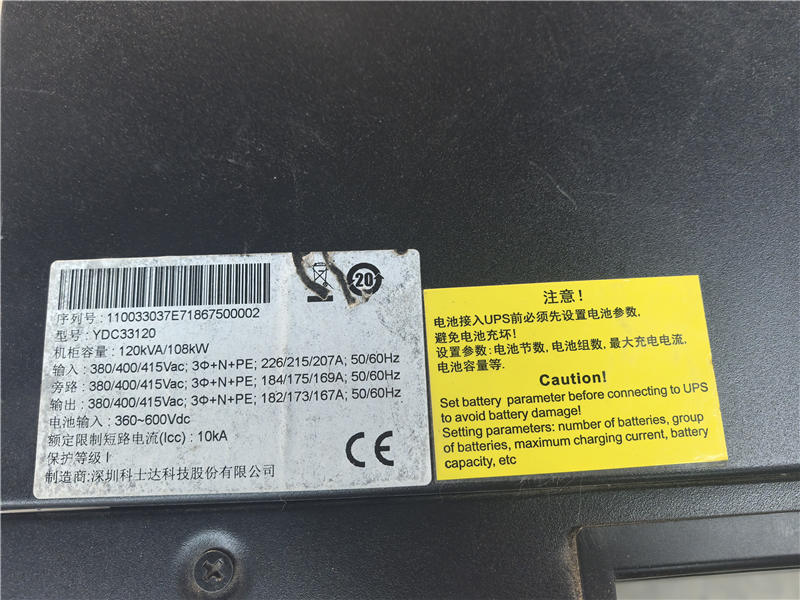 序列号：110033037E71867500002
型号：YDC33120
机柜容量：120kVA/108kW
输入：380/400/415Vac; 3Φ+N+PE; 226/215/207A; 50/60Hz
旁路：380/400/415Vac; 3Φ+N+PE; 184/175/169A; 50/60Hz
输出：380/400/415Vac; 3Φ+N+PE; 182/173/167A; 50/60Hz
电池输入：360~600Vdc
额定限制短路电流(Icc)：10kA
保护等级 I
制造商:深圳科士达科技股份有限公司
20
CE
注意！
电池接入UPS前必须先设置电池参数,
避免电池充坏！
设置参数: 电池节数, 电池组数, 最大充电电流,
电池容量等.
Caution!
Set battery parameter before connecting to UPS
to avoid battery damage!
Setting parameters: number of batteries, group
of batteries, maximum charging current, battery
capacity, etc